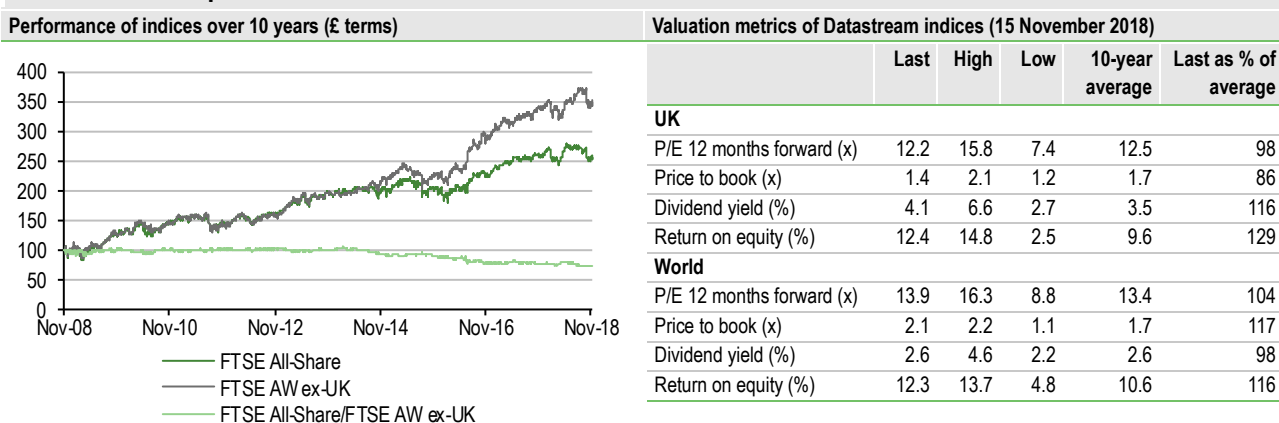 Performance of indices over 10 years (£ terms)
400
350
300
250
200
150
100
50
0
Nov-08 Nov-10 Nov-12 Nov-14 Nov-16 Nov-18
FTSE All-Share
FTSE AW ex-UK
FTSE All-Share/FTSE AW ex-UK
Valuation metrics of Datastream indices (15 November 2018)
Last High Low 10-year average Last as % of average
UK
P/E 12 months forward (x) 12.2 15.8 7.4 12.5 98
Price to book (x) 1.4 2.1 1.2 1.7 86
Dividend yield (%) 4.1 6.6 2.7 3.5 116
Return on equity (%) 12.4 14.8 2.5 9.6 129
World
P/E 12 months forward (x) 13.9 16.3 8.8 13.4 104
Price to book (x) 2.1 2.2 1.1 1.7 117
Dividend yield (%) 2.6 4.6 2.2 2.6 98
Return on equity (%) 12.3 13.7 4.8 10.6 116